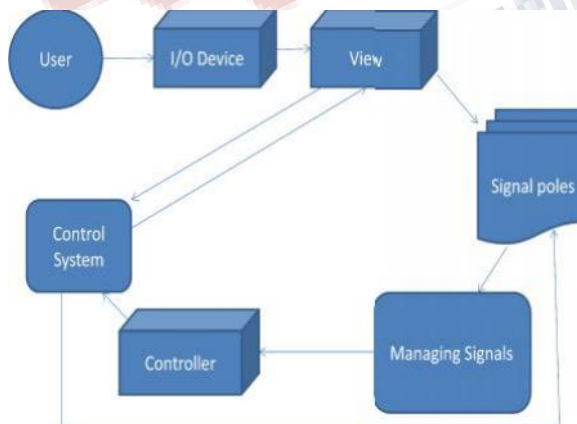 User
I/O Device
View
Signal poles
Control
System
Controller
Managing Signals